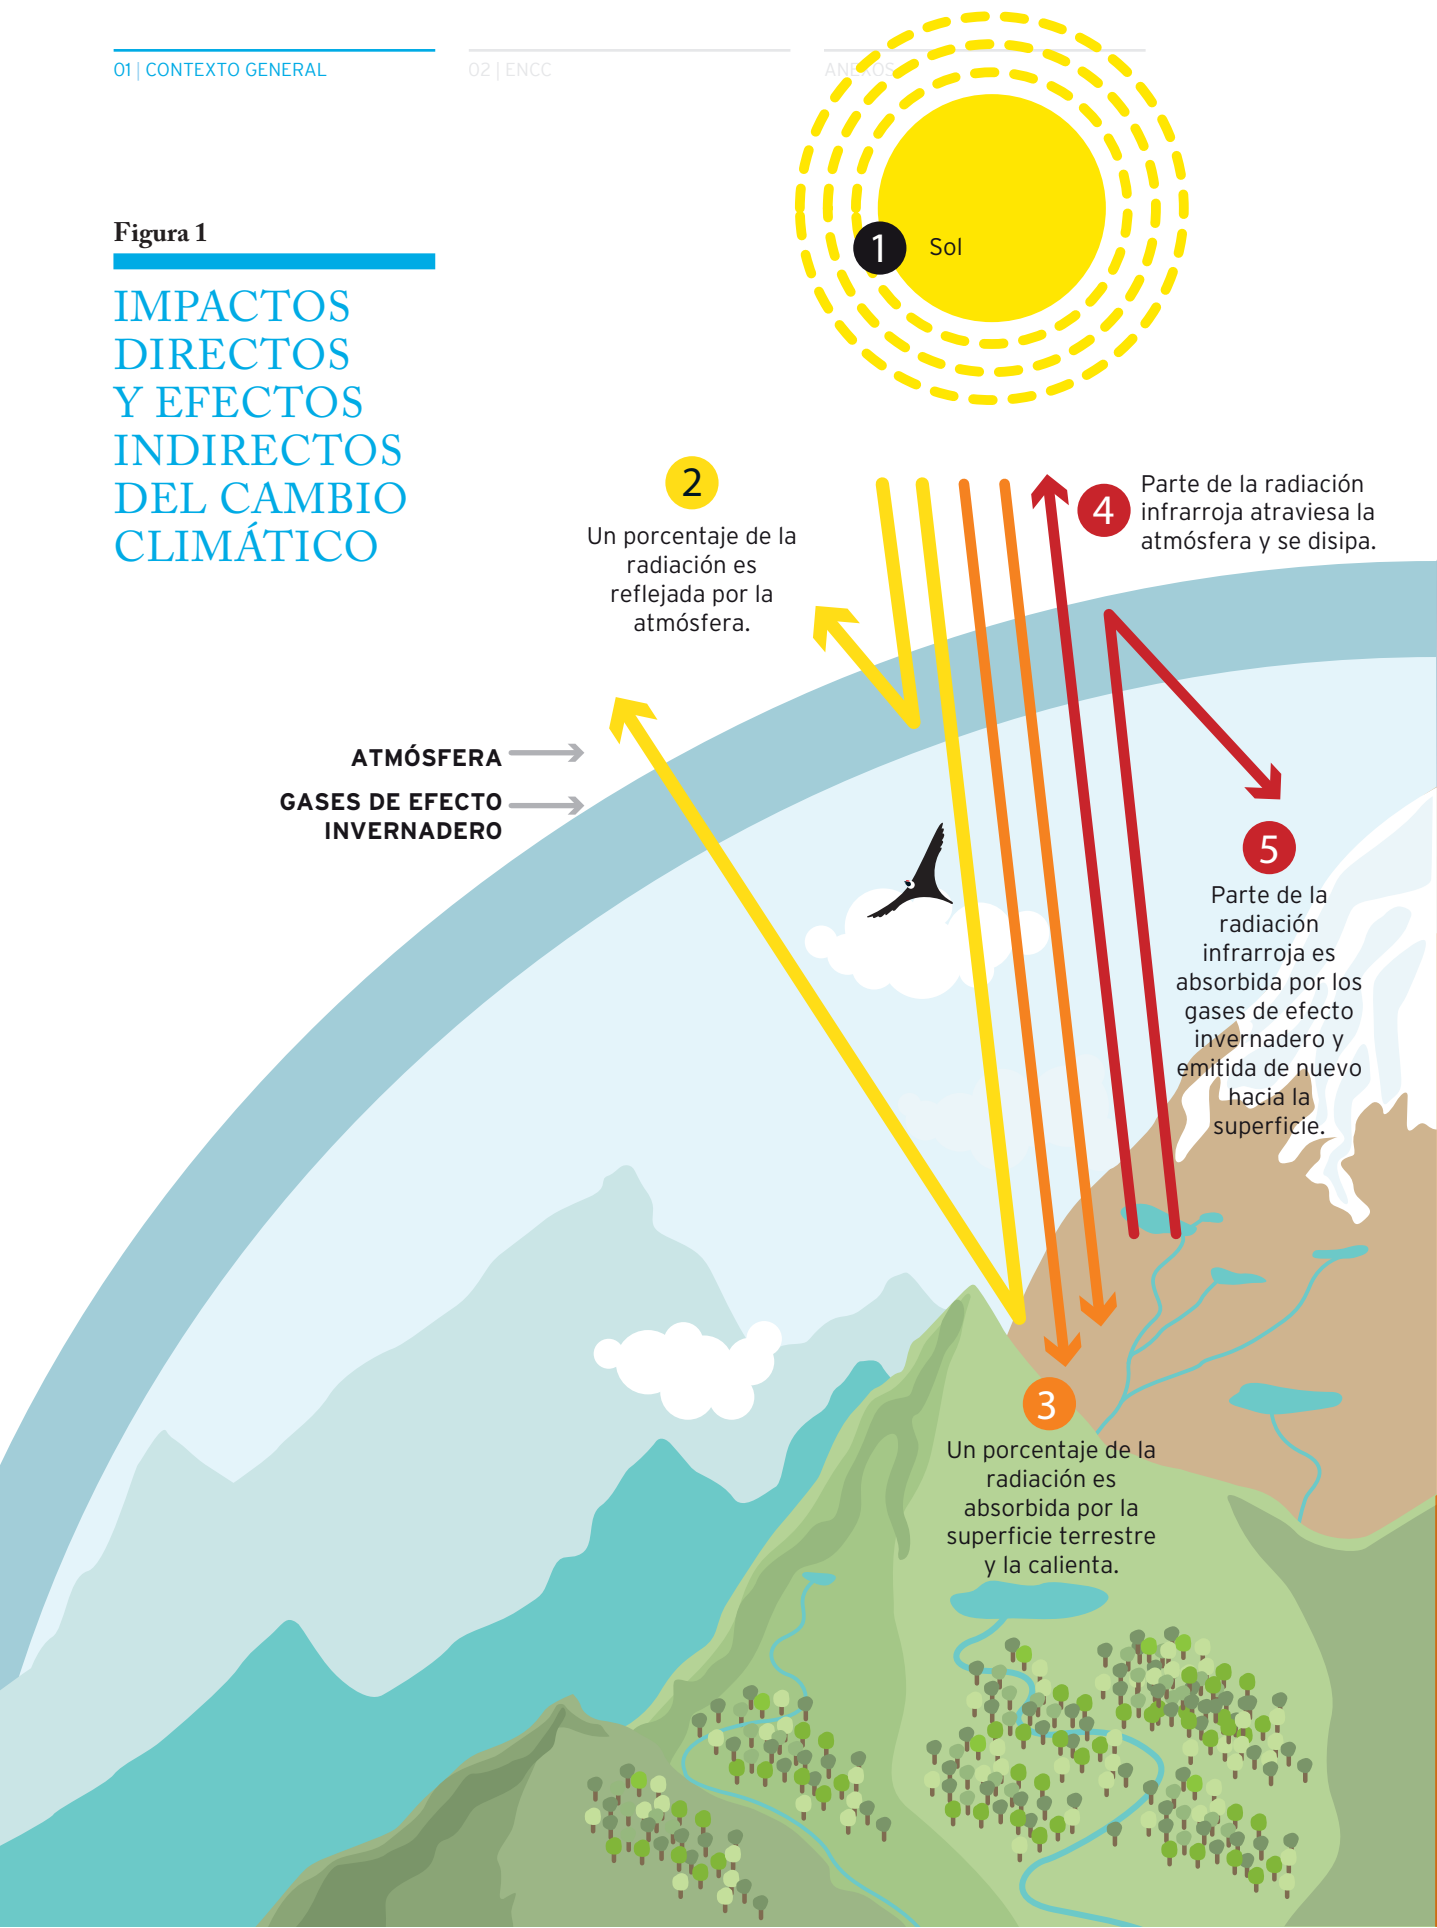 01 | CONTEXTO GENERAL
02 | ENCC
ANEXOS
Figura 1
IMPACTOS
DIRECTOS
Y EFECTOS
INDIRECTOS
DEL CAMBIO
CLIMÁTICO
1
Sol
2
Un porcentaje de la
radiación es
reflejada por la
atmósfera.
4
Parte de la radiación
infrarroja atraviesa la
atmósfera y se disipa.
ATMÓSFERA
GASES DE EFECTO
INVERNADERO
5
Parte de la
radiación
infrarroja es
absorbida por los
gases de efecto
invernadero y
emitida de nuevo
hacia la
superficie.
3
Un porcentaje de la
radiación es
absorbida por la
superficie terrestre
y la calienta.